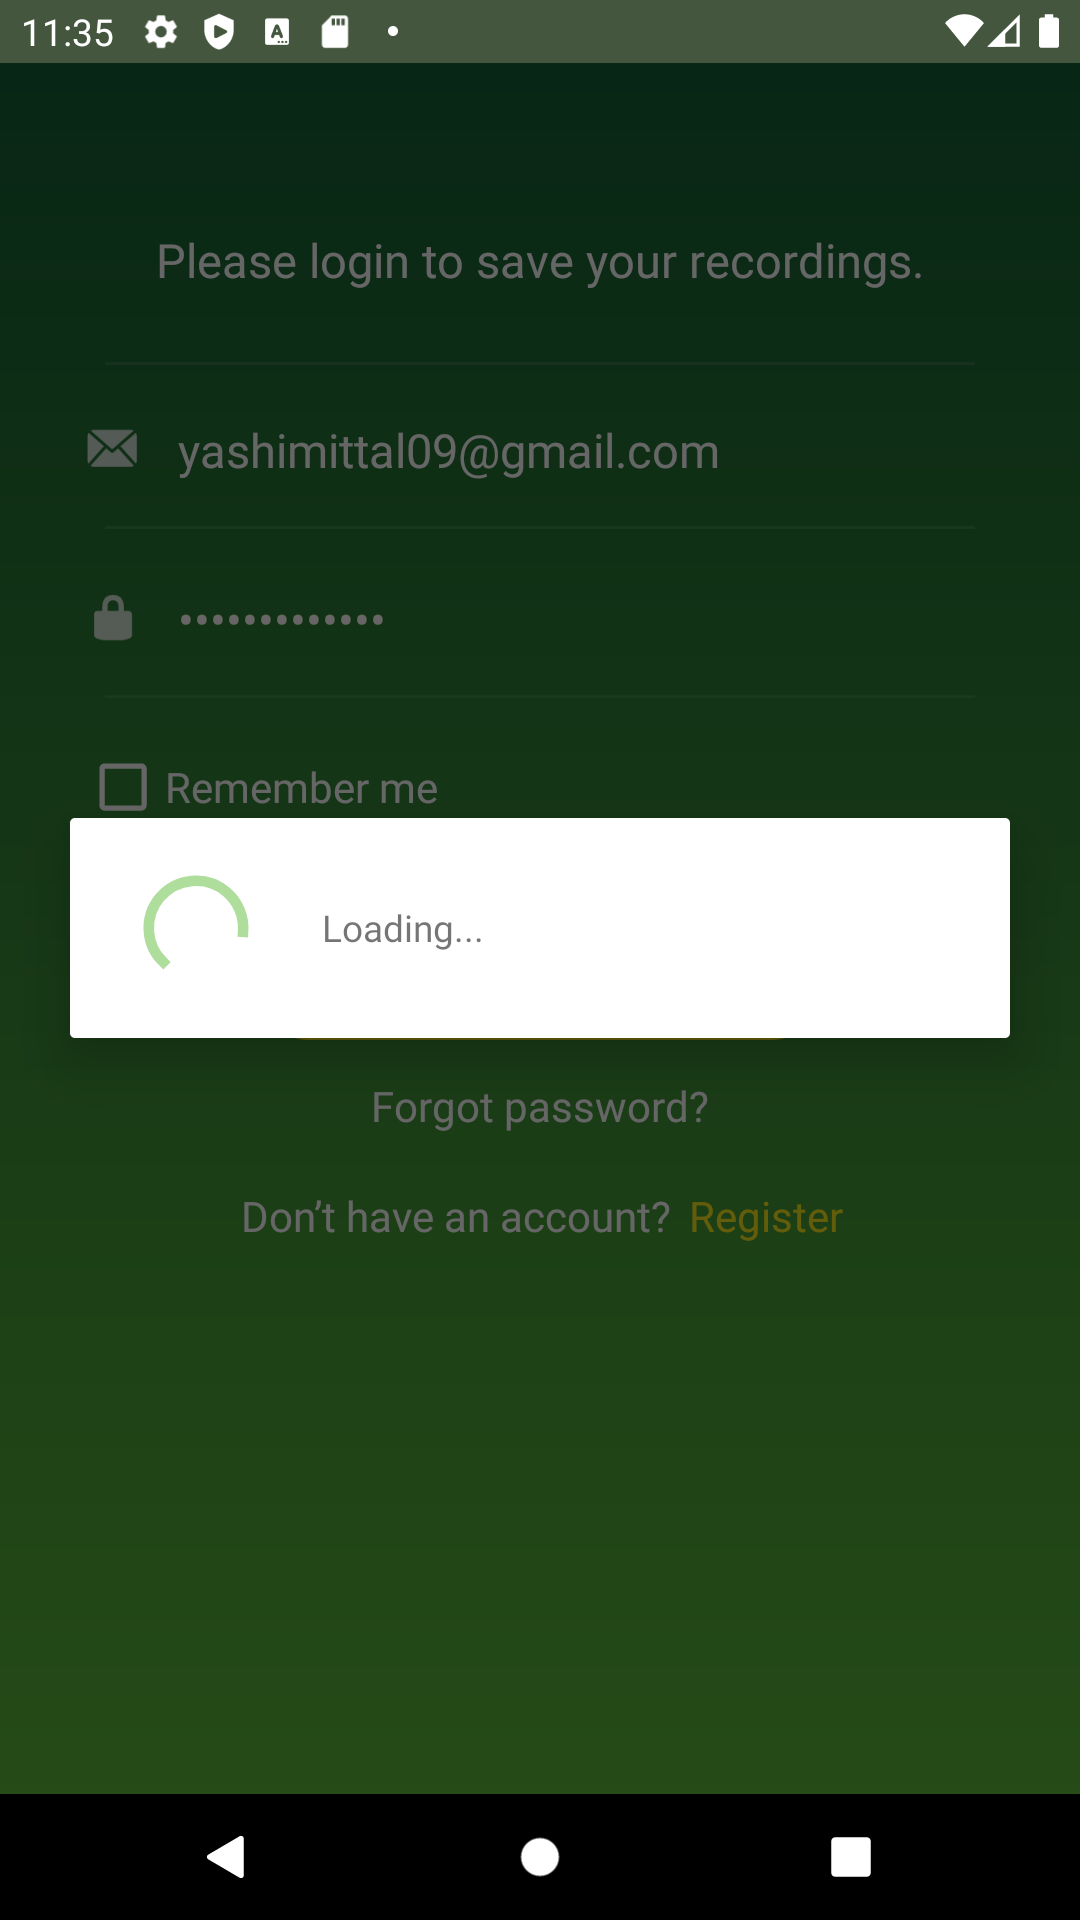 11:35
Please login to save your recordings.
yashimittal09@gmail.com
•••••••••••••
Remember me
Loading...
Forgot password?
Don’t have an account? Register